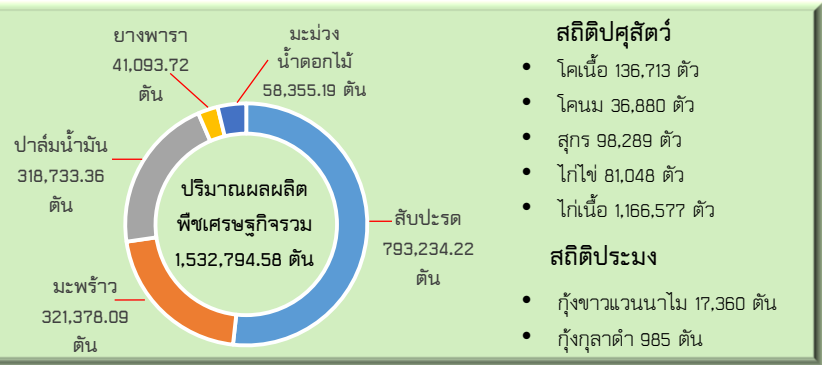 ยางพารา
41,093.72
ตัน
มะม่วง
น้ำดอกไม้
58,355.19 ตัน
ปาล์มน้ำมัน
318,733.36
ตัน
ปริมาณผลผลิต
พืชเศรษฐกิจรวม
1,532,794.58 ตัน
สับปะรด
793,234.22
ตัน
มะพร้าว
321,378.09
ตัน
สถิติปศุสัตว์
• โคเนื้อ 136,713 ตัว
• โคนม 36,880 ตัว
• สุกร 98,289 ตัว
• ไก่ไข่ 81,048 ตัว
• ไก่เนื้อ 1,166,577 ตัว
สถิติประมง
• กุ้งขาวแวนนาไม 17,360 ตัน
• กุ้งกุลาดำ 985 ตัน